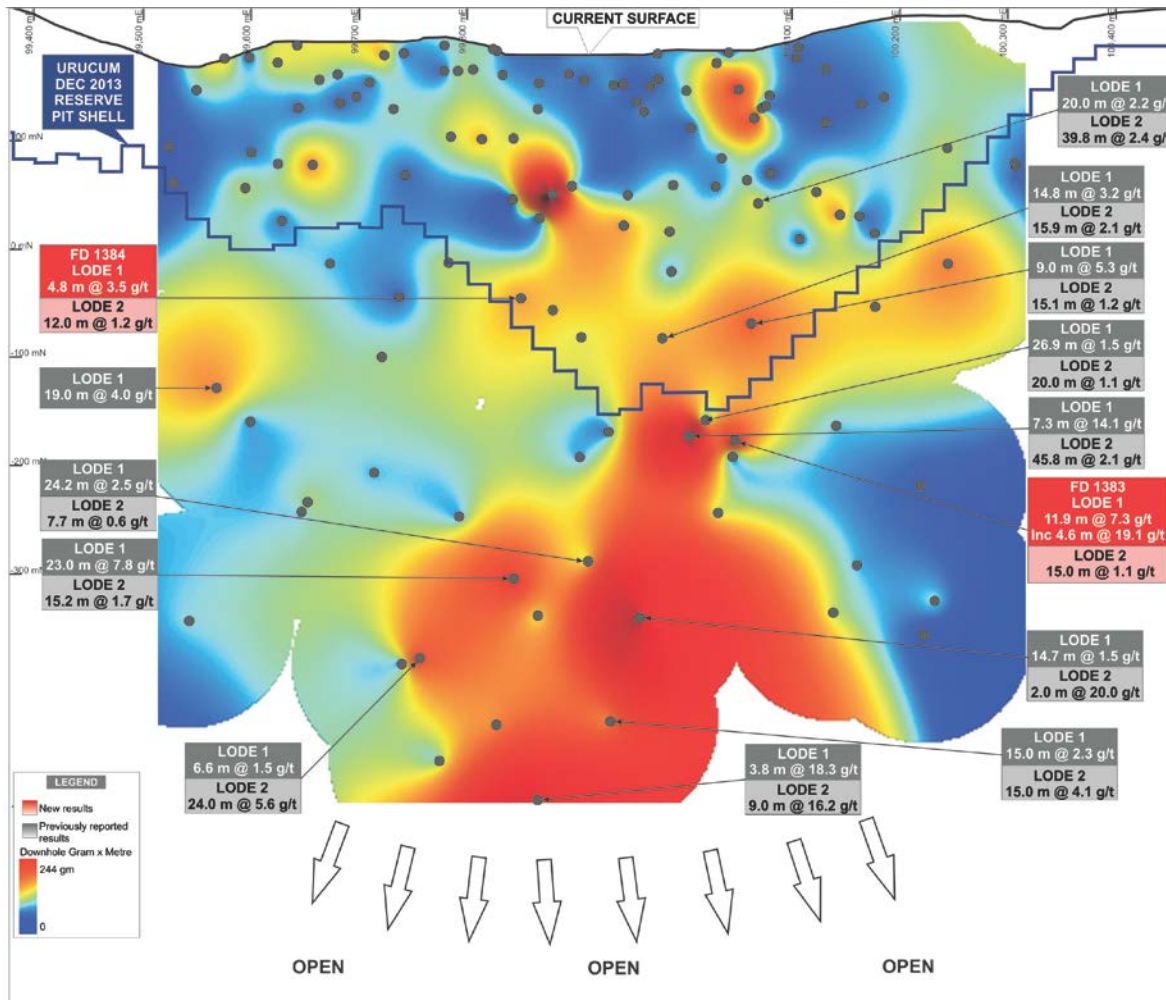 CURRENT SURFACE
99,400 mE
99,500 mE
99,700 mE
100,200 mE
100,300 mE
100,400 mE
URUCUM
DEC 2013
RESERVE
PIT SHELL
0 mN
-100 mN
-200 mN
-300 mN
FD 1384
LODE 1
4.8 m @ 3.5 g/t
LODE 2
12.0 m @ 1.2 g/t
LODE 1
19.0 m @ 4.0 g/t
LODE 1
24.2 m @ 2.5 g/t
LODE 2
7.7 m @ 0.6 g/t
LODE 1
23.0 m @ 7.8 g/t
LODE 2
15.2 m @ 1.7 g/t
LODE 1
6.6 m @ 1.5 g/t
LODE 2
24.0 m @ 5.6 g/t
LODE 1
20.0 m @ 2.2 g/
LODE 2
39.8 m @ 2.4 g/
LODE 1
14.8 m @ 3.2 g/t
LODE 2
15.9 m @ 2.1 g/t
LODE 1
9.0 m @ 5.3 g/t
LODE 2
15.1 m @ 1.2 g/t
LODE 1
26.9 m @ 1.5 g/t
LODE 2
20.0 m @ 1.1 g/t
LODE 1
7.3 m @ 14.1 g/t
LODE 2
45.8 m @ 2.1 g/t
FD 1383
LODE 1
11.9 m @ 7.3 g/t
Inc 4.6 m @ 19.1 g/t
LODE 2
15.0 m @ 1.1 g/t
LODE 1
14.7 m @ 1.5 g/t
LODE 2
2.0 m @ 20.0 g/t
LODE 1
15.0 m @ 2.3 g/t
LODE 2
15.0 m @ 4.1 g/t
LODE 1
3.8 m @ 18.3 g/t
LODE 2
9.0 m @ 16.2 g/t
LEGEND
New results
Previously reported
results
Downhole Gram x Metre
244 gm
0
OPEN
OPEN
OPEN